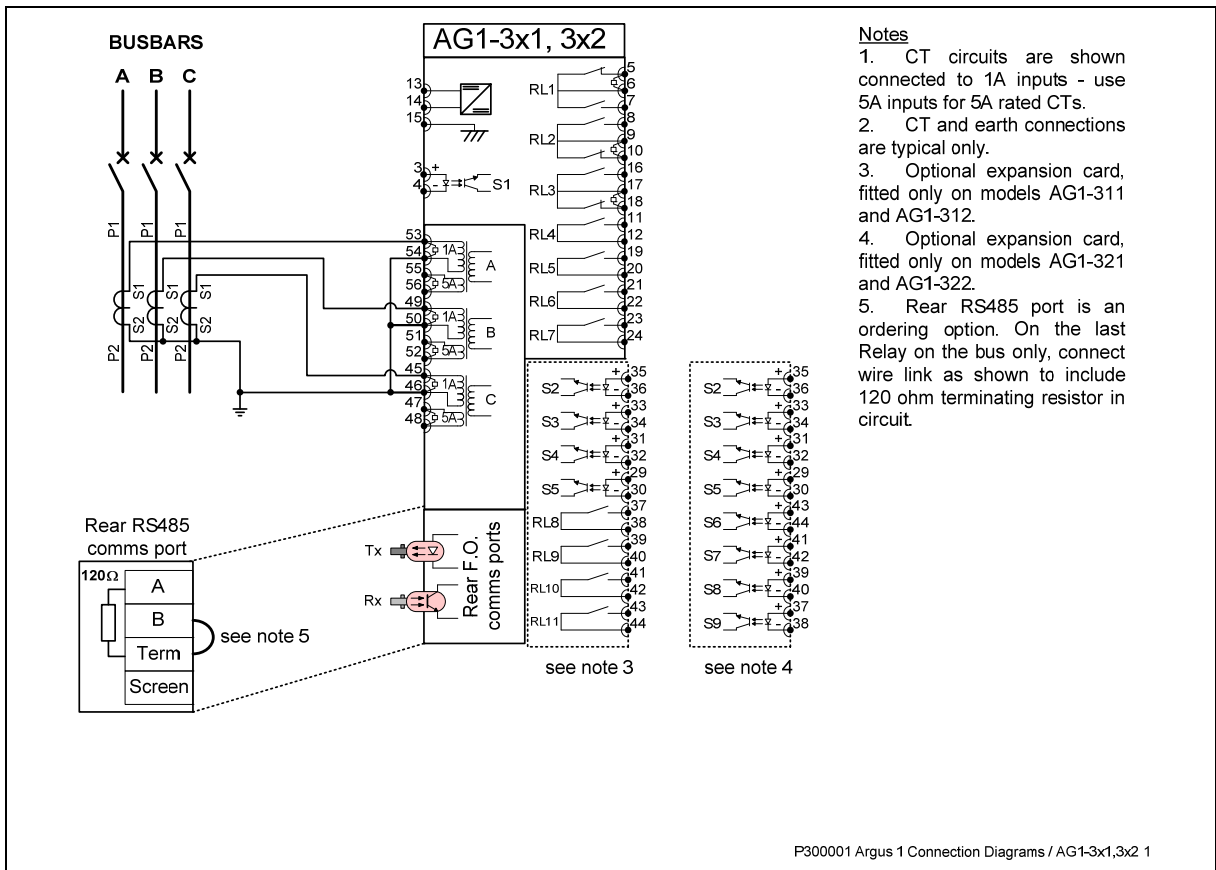 BUSBARS
A B C
P1 P1 P1
S1 S1 S1
S2 S2 S2
P2 P2 P2
AG1-3x1, 3x2
13
14
15
3 +
4 -
S1
53
54 1A
55 A
56 5A
49
50 1A
51 B
52 5A
45
46 1A
47 C
48 5A
5
RL1 6
7
8
RL2 9
10
16
RL3 17
18
11
RL4 12
19
RL5 20
21
RL6 22
23
RL7 24
+ 35
S2 - 36
+ 33
S3 - 34
+ 31
S4 - 32
+ 29
S5 - 30
37
RL8 38
39
RL9 40
41
RL10 42
43
RL11 44
see note 3
+ 35
S2 - 36
+ 33
S3 - 34
+ 31
S4 - 32
+ 29
S5 - 30
+ 43
S6 - 44
+ 41
S7 - 42
+ 39
S8 - 40
+ 37
S9 - 38
see note 4
Tx
Rx
Rear F.O.
comms ports
Rear RS485
comms port
120Ω
A
B
Term
Screen
see note 5
Notes
1. CT circuits are shown
connected to 1A inputs - use
5A inputs for 5A rated CTs.
2. CT and earth connections
are typical only.
3. Optional expansion card,
fitted only on models AG1-311
and AG1-312.
4. Optional expansion card,
fitted only on models AG1-321
and AG1-322.
5. Rear RS485 port is an
ordering option. On the last
Relay on the bus only, connect
wire link as shown to include
120 ohm terminating resistor in
circuit.
P300001 Argus 1 Connection Diagrams / AG1-3x1,3x2 1